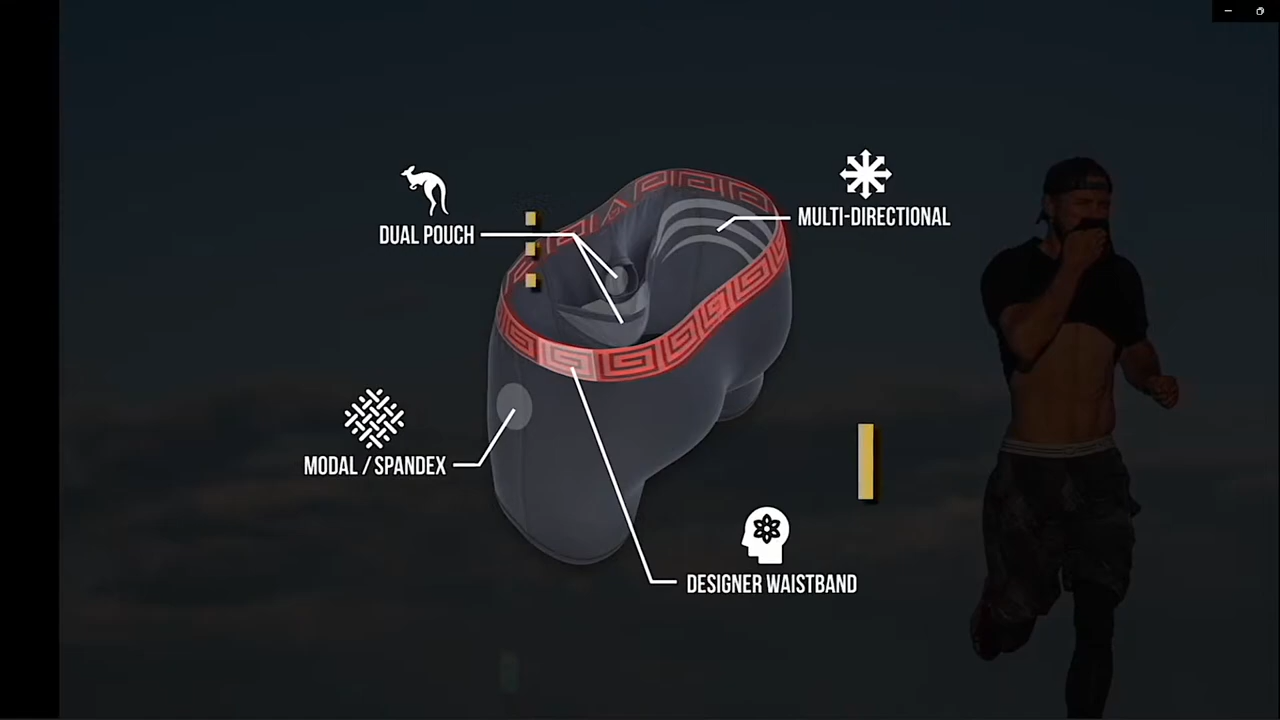 DUAL POUCH
MULTI-DIRECTIONAL
MODAL / SPANDEX
DESIGNER WAISTBAND